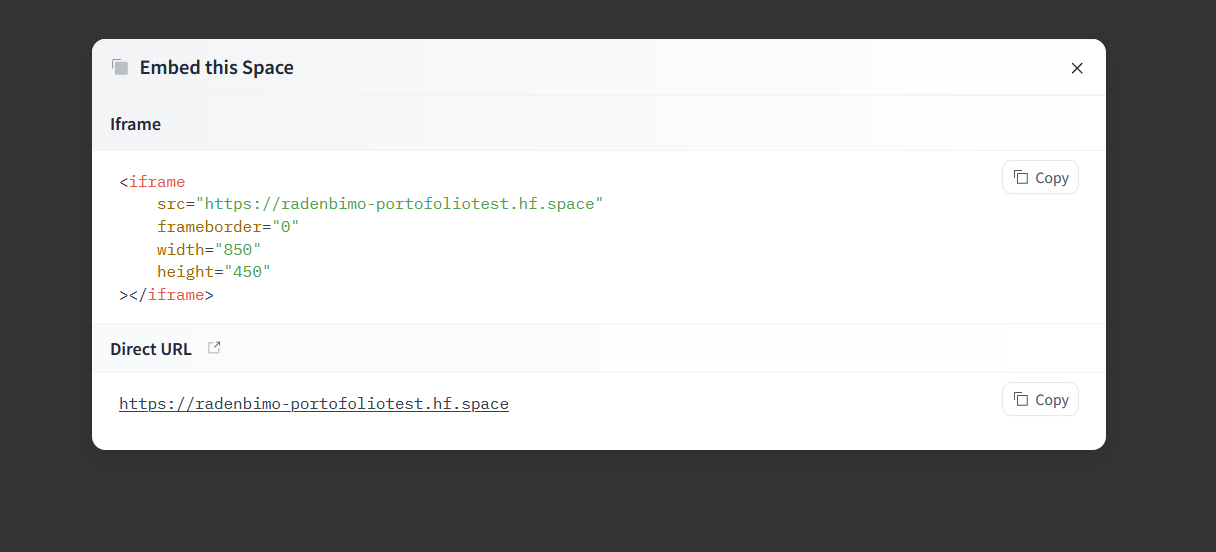 Embed this Space
Iframe
Copy
<iframe
src="https://radenbimo-portofoliotest.hf.space"
frameborder="0"
width="850"
height="450"
></iframe>
Direct URL
https://radenbimo-portofoliotest.hf.space
Copy